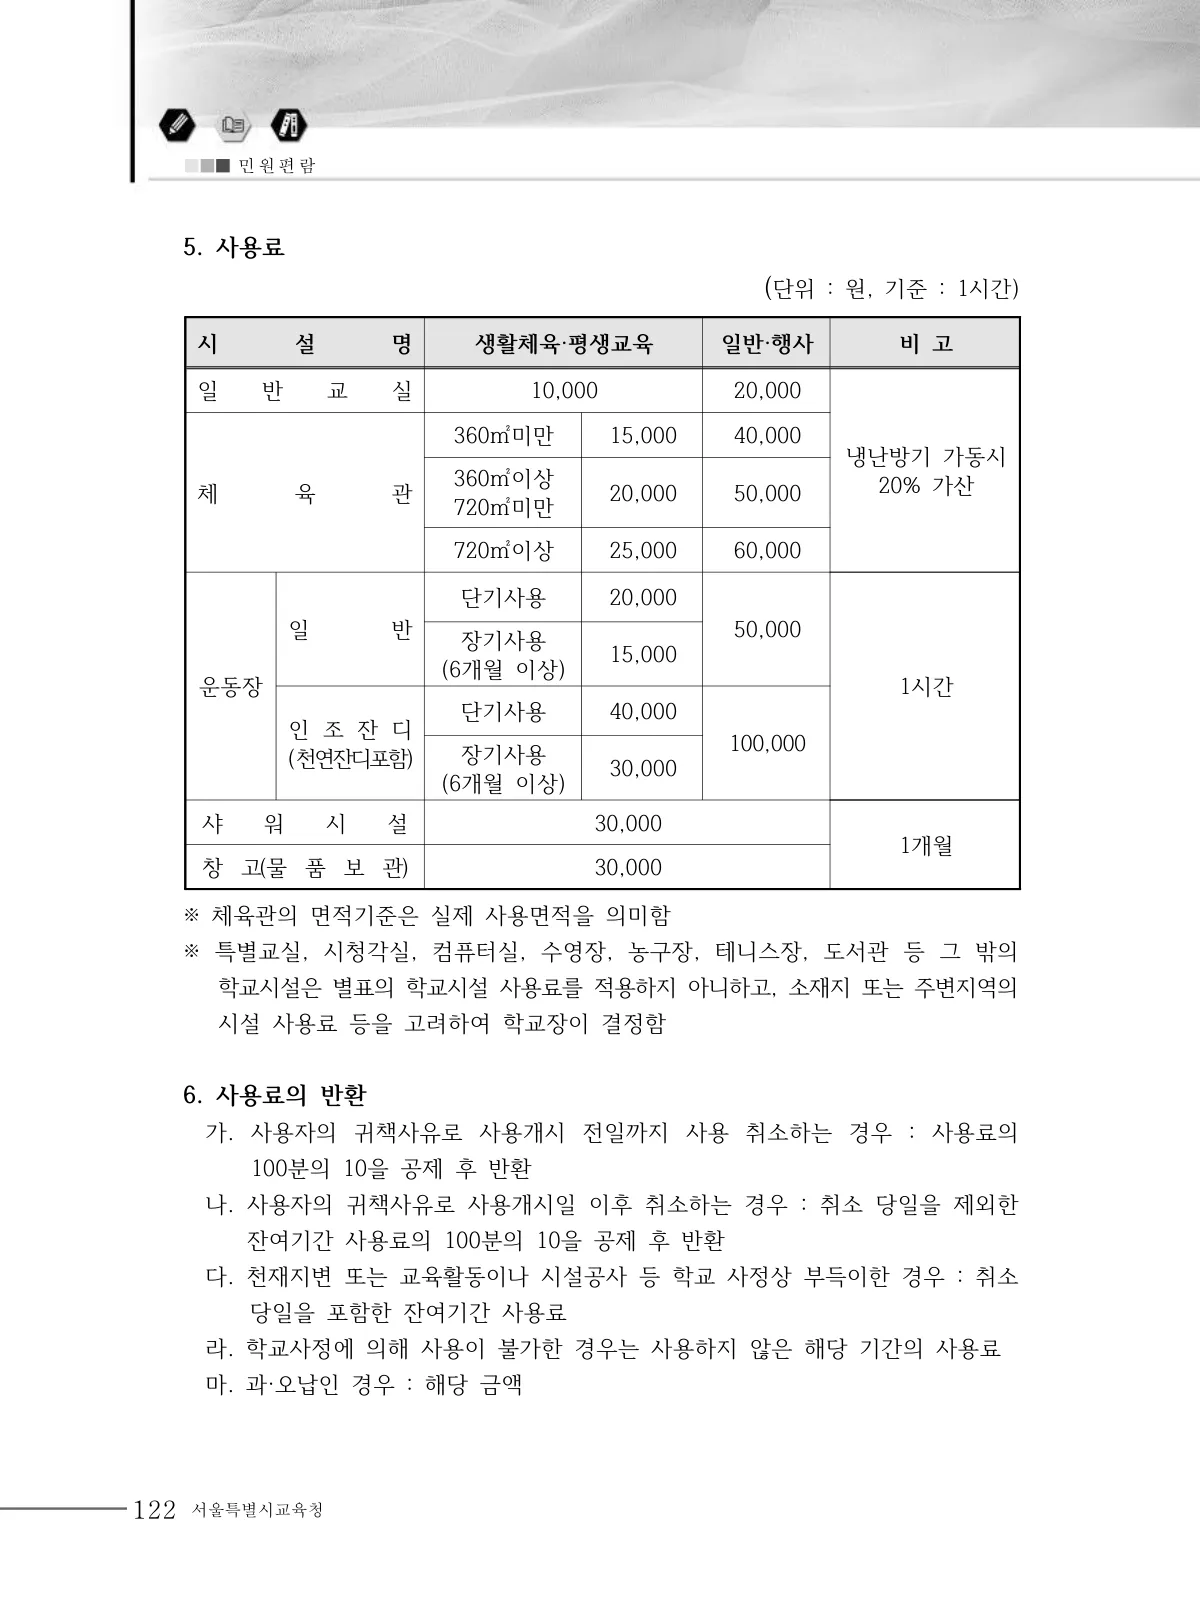 민원편람
5. 사용료
(단위 : 원, 기준 : 1시간)
시 설 명 생활체육·평생교육 일반·행사 비 고
일 반 교 실 10,000 20,000
체 육 관 360㎡미만 15,000 40,000
360㎡이상
720㎡미만 20,000 50,000
720㎡이상 25,000 60,000
냉난방기 가동시
20% 가산
운동장 일 반 단기사용 20,000 50,000
장기사용
(6개월 이상) 15,000
인 조 잔 디
(천연잔디포함) 단기사용 40,000 100,000
장기사용
(6개월 이상) 30,000
1시간
샤 워 시 설 30,000
창 고(물 품 보 관) 30,000
1개월
※ 체육관의 면적기준은 실제 사용면적을 의미함
※ 특별교실, 시청각실, 컴퓨터실, 수영장, 농구장, 테니스장, 도서관 등 그 밖의
학교시설은 별표의 학교시설 사용료를 적용하지 아니하고, 소재지 또는 주변지역의
시설 사용료 등을 고려하여 학교장이 결정함
6. 사용료의 반환
가. 사용자의 귀책사유로 사용개시 전일까지 사용 취소하는 경우 : 사용료의
100분의 10을 공제 후 반환
나. 사용자의 귀책사유로 사용개시일 이후 취소하는 경우 : 취소 당일을 제외한
잔여기간 사용료의 100분의 10을 공제 후 반환
다. 천재지변 또는 교육활동이나 시설공사 등 학교 사정상 부득이한 경우 : 취소
당일을 포함한 잔여기간 사용료
라. 학교사정에 의해 사용이 불가한 경우는 사용하지 않은 해당 기간의 사용료
마. 과·오납인 경우 : 해당 금액
122 서울특별시교육청